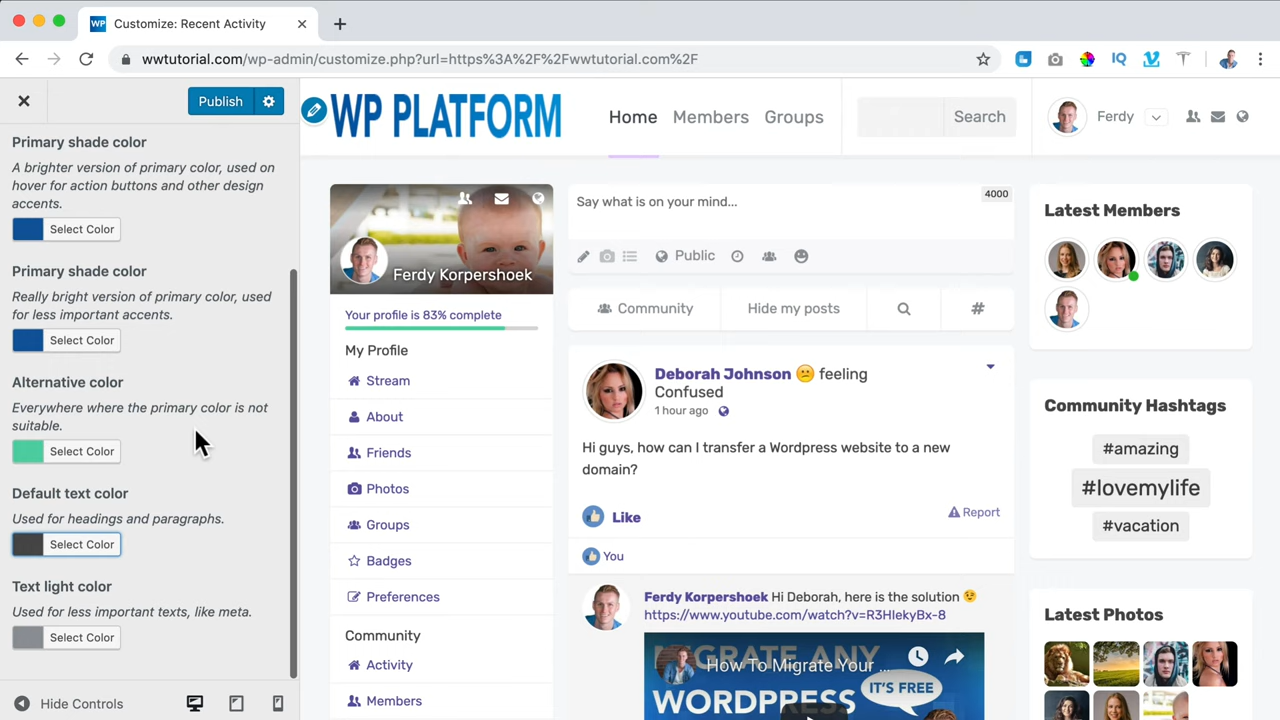 WP Customize: Recent Activity
wwtutorial.com/wp-admin/customize.php?url=https%3A%2F%2Fwwtutorial.com%2F
IQ
Publish
Primary shade color
A brighter version of primary color, used on
hover for action buttons and other design
accents.
Select Color
Primary shade color
Really bright version of primary color, used
for less important accents.
Select Color
Alternative color
Everywhere where the primary color is not
suitable.
Select Color
Default text color
Used for headings and paragraphs.
Select Color
Text light color
Used for less important texts, like meta.
Select Color
Hide Controls
WP PLATFORM
Home Members Groups
Search
Ferdy
Ferdy Korpershoek
Your profile is 83% complete
My Profile
Stream
About
Friends
Photos
Groups
Badges
Preferences
Community
Activity
Members
Say what is on your mind...
4000
Public
Community
Hide my posts
#
Deborah Johnson 😕 feeling
Confused
1 hour ago
Hi guys, how can I transfer a Wordpress website to a new
domain?
Like
Report
You
Ferdy Korpershoek Hi Deborah, here is the solution 😉
https://www.youtube.com/watch?v=R3HlekyBx-8
How To Migrate Your ...
MIGRATE ANY
WORDPRESS
IT'S FREE
Latest Members
Community Hashtags
#amazing
#lovemylife
#vacation
Latest Photos